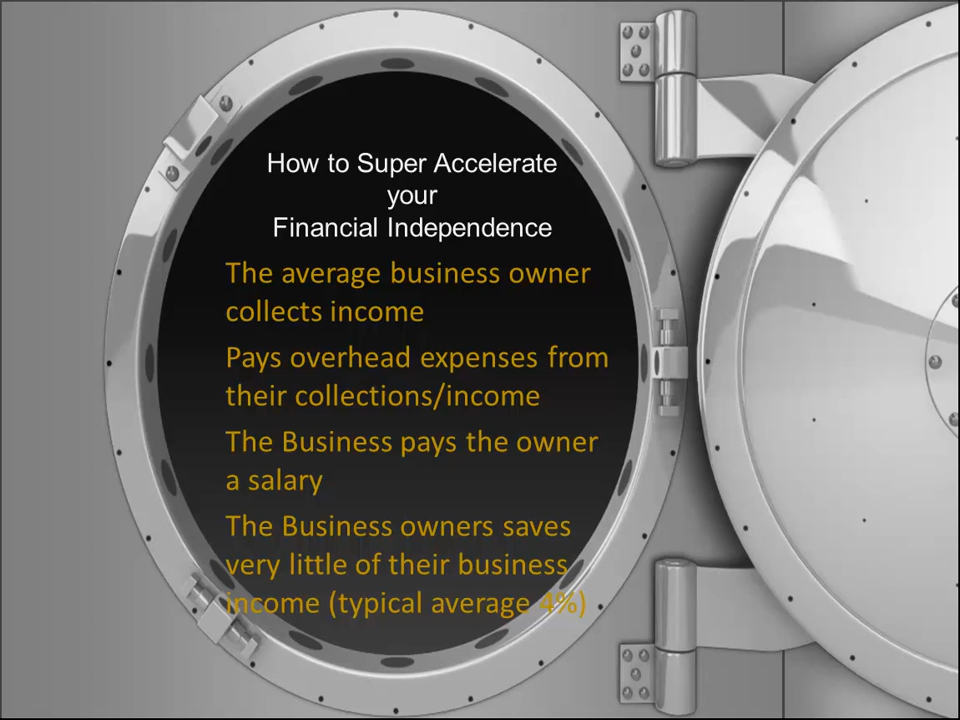 How to Super Accelerate
your
Financial Independence
The average business owner
collects income
Pays overhead expenses from
their collections/income
The Business pays the owner
a salary
The Business owners saves
very little of their business
income (typical average 4%)